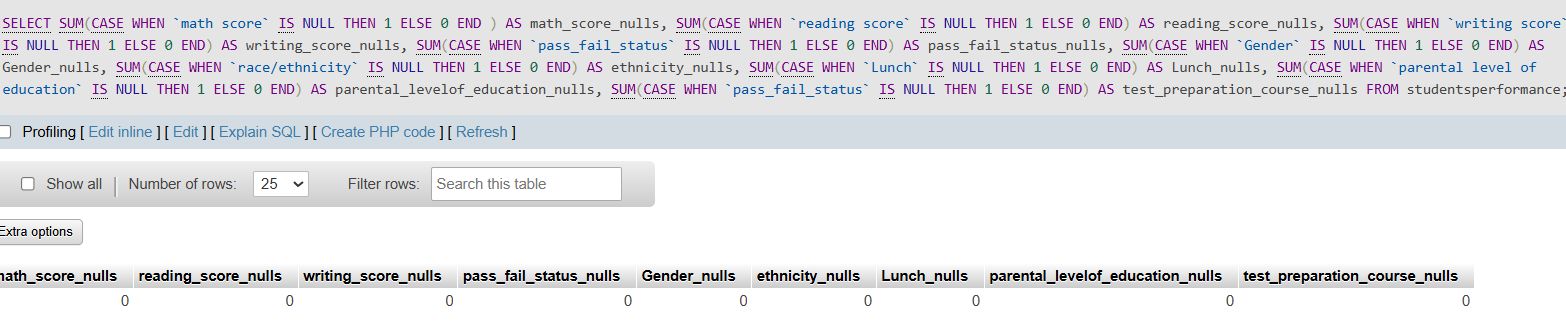 SELECT SUM(CASE WHEN `math score` IS NULL THEN 1 ELSE 0 END ) AS math_score_nulls, SUM(CASE WHEN `reading score` IS NULL THEN 1 ELSE 0 END) AS reading_score_nulls, SUM(CASE WHEN `writing score`
IS NULL THEN 1 ELSE 0 END) AS writing_score_nulls, SUM(CASE WHEN `pass_fail_status` IS NULL THEN 1 ELSE 0 END) AS pass_fail_status_nulls, SUM(CASE WHEN `Gender` IS NULL THEN 1 ELSE 0 END) AS
Gender_nulls, SUM(CASE WHEN `race/ethnicity` IS NULL THEN 1 ELSE 0 END) AS ethnicity_nulls, SUM(CASE WHEN `Lunch` IS NULL THEN 1 ELSE 0 END) AS Lunch_nulls, SUM(CASE WHEN `parental level of
education` IS NULL THEN 1 ELSE 0 END) AS parental_levelof_education_nulls, SUM(CASE WHEN `pass_fail_status` IS NULL THEN 1 ELSE 0 END) AS test_preparation_course_nulls FROM studentsperformance;
Profiling [ Edit inline ] [ Edit ] [ Explain SQL ] [ Create PHP code ] [ Refresh ]
Show all | Number of rows: 25 Filter rows: Search this table
Extra options
math_score_nulls reading_score_nulls writing_score_nulls pass_fail_status_nulls Gender_nulls ethnicity_nulls Lunch_nulls parental_levelof_education_nulls test_preparation_course_nulls
0 0 0 0 0 0 0 0 0